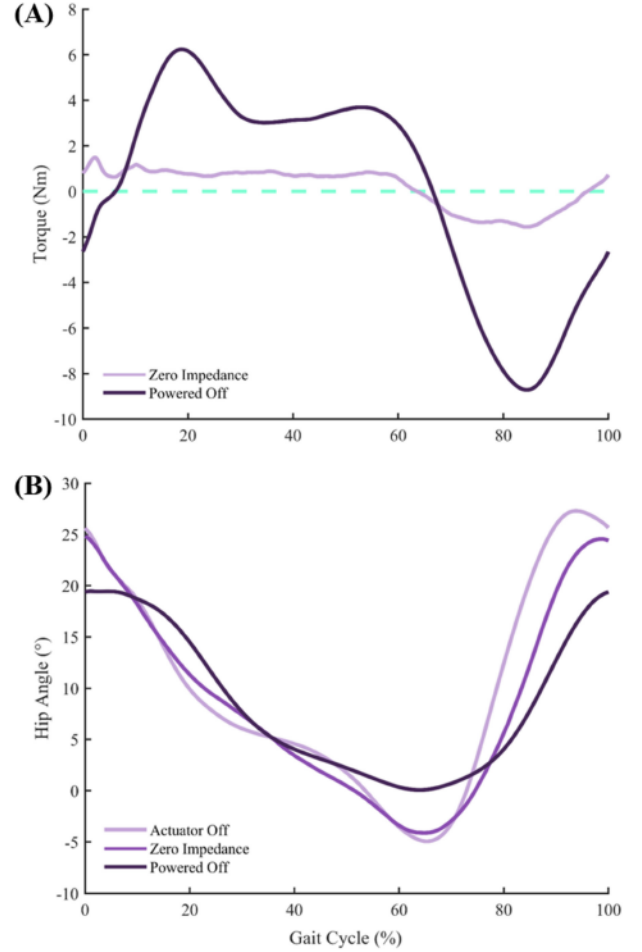 (A)
8
6
4
2
0
-2
-4
-6
-8
-10
Torque (Nm)
Zero Impedance
Powered Off
0 20 40 60 80 100
(B)
30
25
20
15
10
5
0
-5
-10
Hip Angle (°)
Actuator Off
Zero Impedance
Powered Off
0 20 40 60 80 100
Gait Cycle (%)